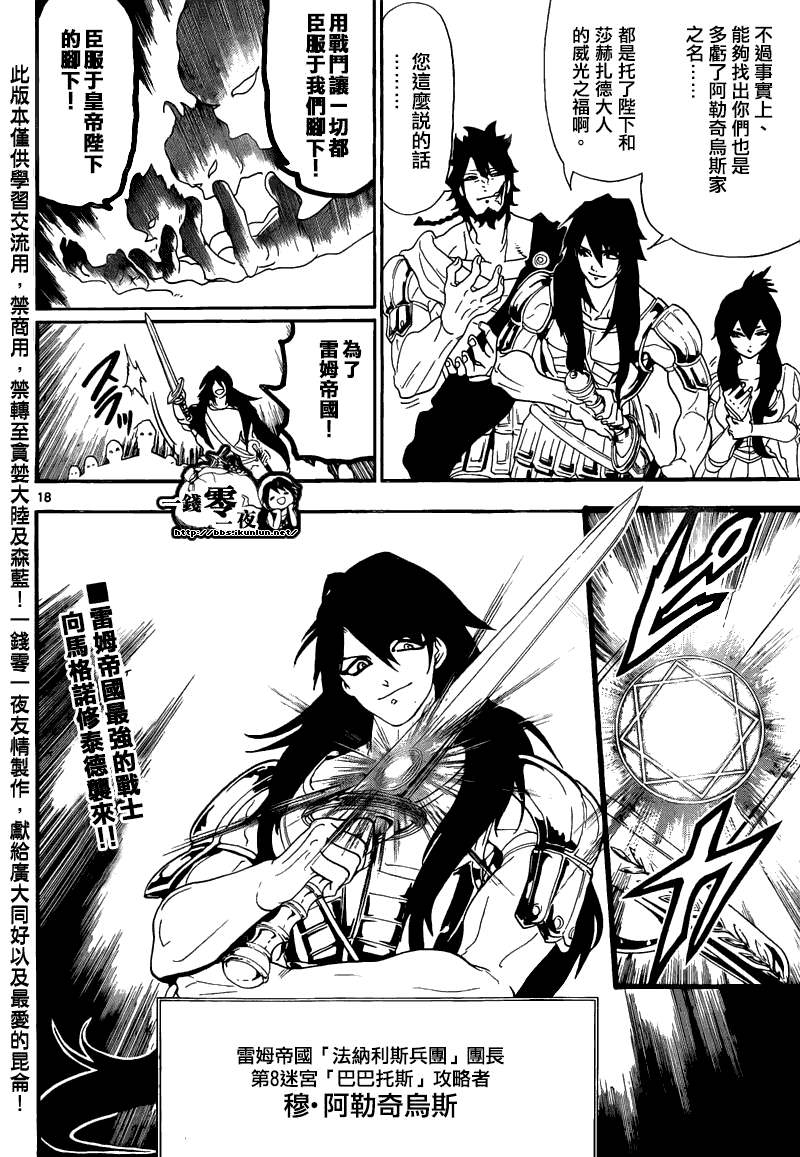 不過事實上、
能夠找出你們也是
多虧了阿勒奇烏斯家
之名……
都是托了陛下和
莎赫扎德大人
的威光之福啊。
您這麼説的話
………
用戰鬥讓一切都
臣服于我們腳下！
臣服于皇帝陛下
的腳下！
為了
雷姆帝國！
スラッ
18
一錢零一夜
http://bbs.ikunlun.net/
ピカ
■雷姆帝國最強的戰士
向馬格諾修泰德襲來!!
雷姆帝國「法納利斯兵團」團長
第8迷宮「巴巴托斯」攻略者
穆·阿勒奇烏斯
此版本僅供學習交流用，禁商用，禁轉至貪婪大陸及森藍！一錢零一夜友情製作，獻給廣大同好以及最愛的昆侖！